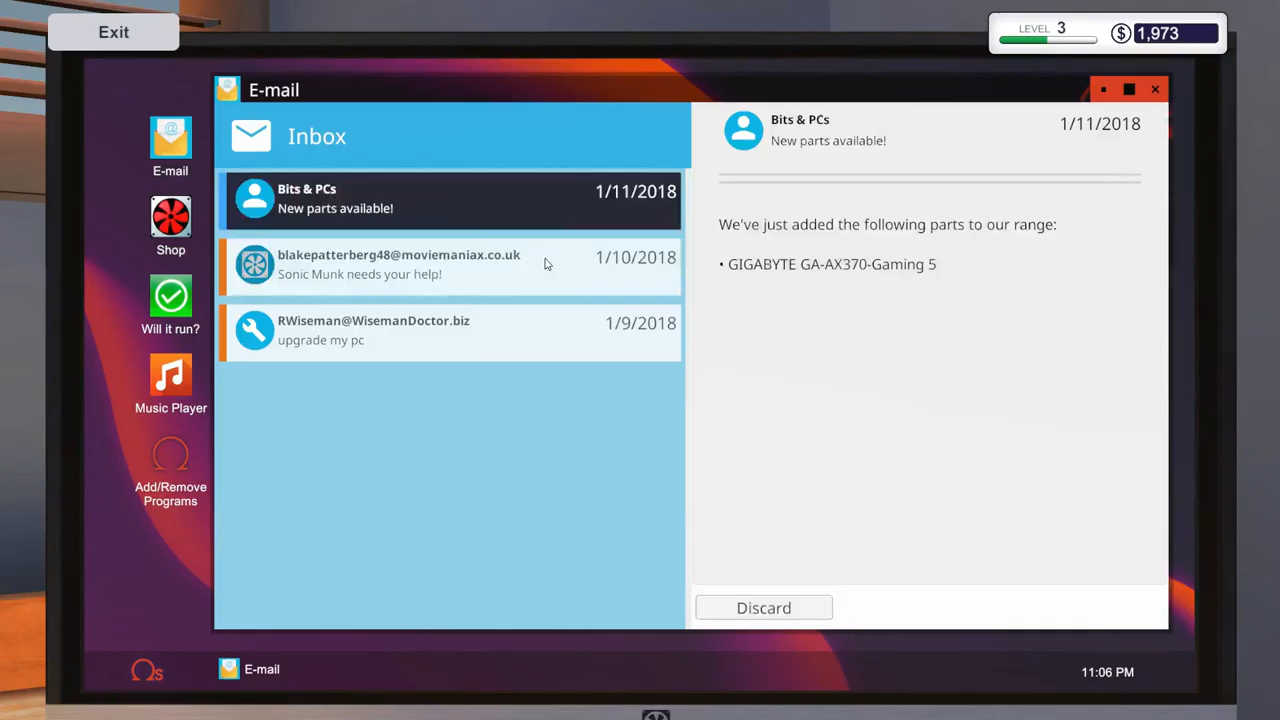 Exit
LEVEL 3
$ 1,973
E-mail
Inbox
Bits & PCs
New parts available!
1/11/2018
Bits & PCs
New parts available!
1/11/2018
blakepatterberg48@moviemaniax.co.uk
Sonic Munk needs your help!
1/10/2018
RWiseman@WisemanDoctor.biz
upgrade my pc
1/9/2018
We've just added the following parts to our range:
• GIGABYTE GA-AX370-Gaming 5
Discard
E-mail
Shop
Will it run?
Music Player
Add/Remove
Programs
Ωs
E-mail
11:06 PM